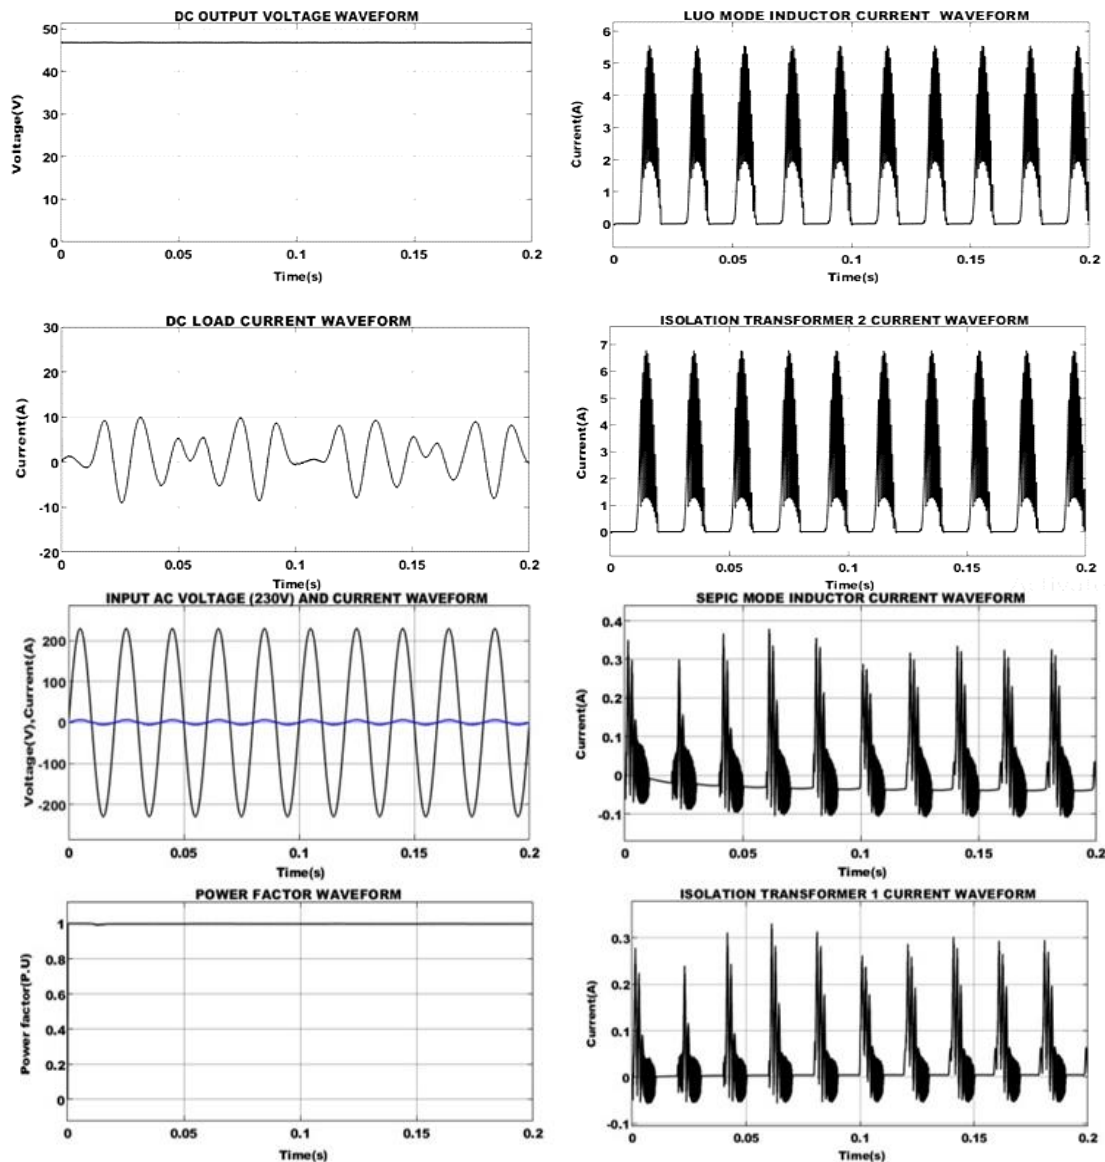 DC OUTPUT VOLTAGE WAVEFORM
50
40
30
20
10
0
Voltage(V)
0 0.05 0.1 0.15 0.2
Time(s)
LUO MODE INDUCTOR CURRENT WAVEFORM
6
5
4
3
2
1
0
Current(A)
0 0.05 0.1 0.15 0.2
Time(s)
DC LOAD CURRENT WAVEFORM
30
20
10
0
-10
-20
Current(A)
0 0.05 0.1 0.15 0.2
Time(s)
ISOLATION TRANSFORMER 2 CURRENT WAVEFORM
7
6
5
4
3
2
1
0
Current(A)
0 0.05 0.1 0.15 0.2
Time(s)
INPUT AC VOLTAGE (230V) AND CURRENT WAVEFORM
200
100
0
-100
-200
Voltage(V),Current(A)
0 0.05 0.1 0.15 0.2
Time(s)
SEPIC MODE INDUCTOR CURRENT WAVEFORM
0.4
0.3
0.2
0.1
0
-0.1
Current(A)
0 0.05 0.1 0.15 0.2
Time(s)
POWER FACTOR WAVEFORM
1
0.8
0.6
0.4
0.2
0
Power factor(P.U)
0 0.05 0.1 0.15 0.2
Time(s)
ISOLATION TRANSFORMER 1 CURRENT WAVEFORM
0.3
0.2
0.1
0
-0.1
Current(A)
0 0.05 0.1 0.15 0.2
Time(s)